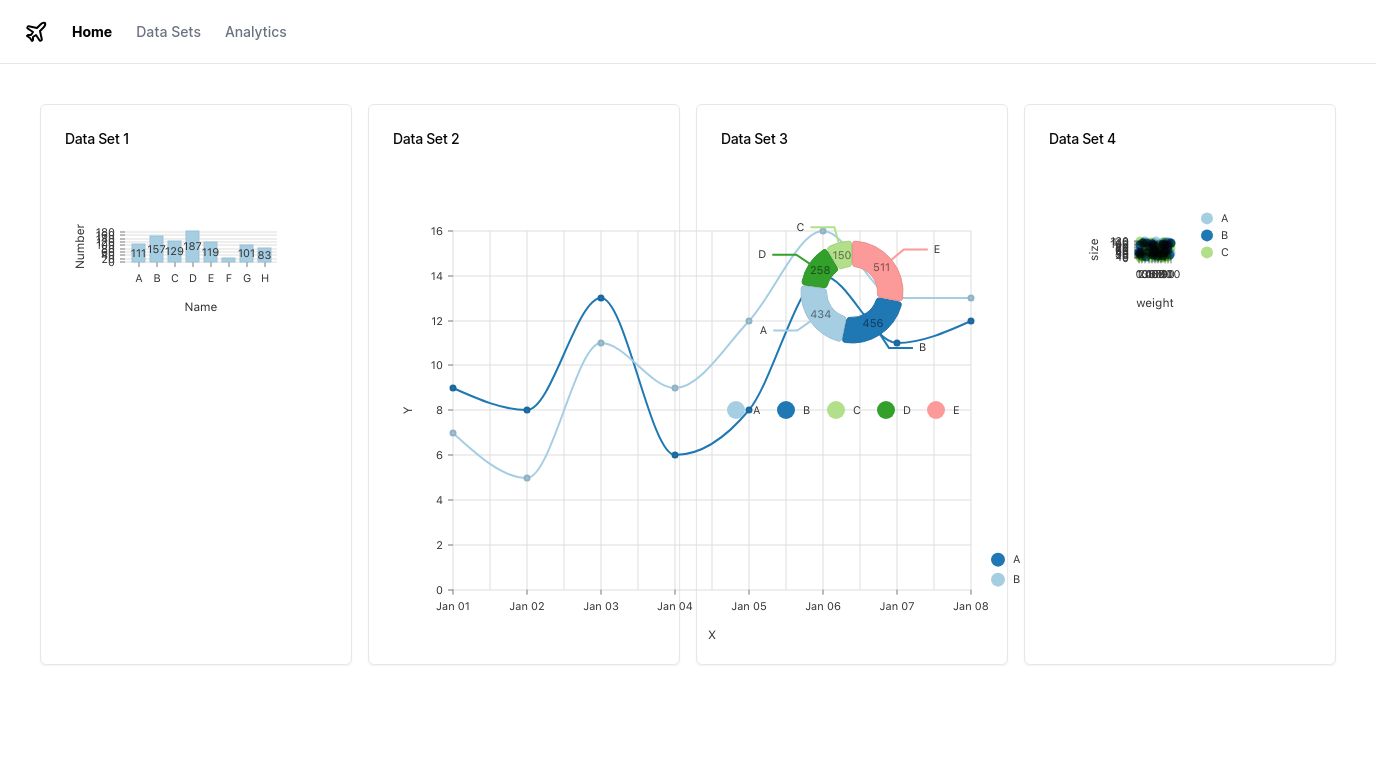 Home Data Sets Analytics
Data Set 1
Number
111 157 129 187 119 101 83
A B C D E F G H
Name
Data Set 2
Y
16
14
12
10
8
6
4
2
0
Jan 01 Jan 02 Jan 03 Jan 04 Jan 05 Jan 06 Jan 07 Jan 08
X
A
B
Data Set 3
C
D
E
A
B
150
511
258
434
456
A B C D E
Data Set 4
size
weight
A
B
C